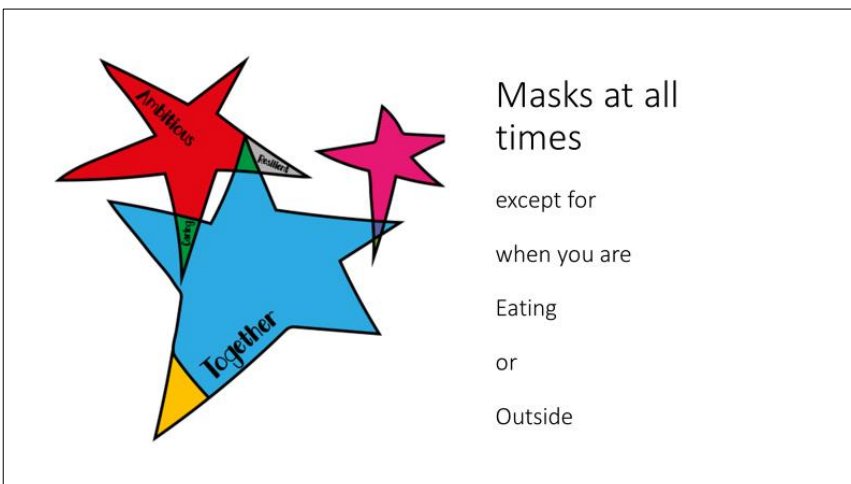 Ambitious
Resilient
Caring
Together
Masks at all
times
except for
when you are
Eating
or
Outside